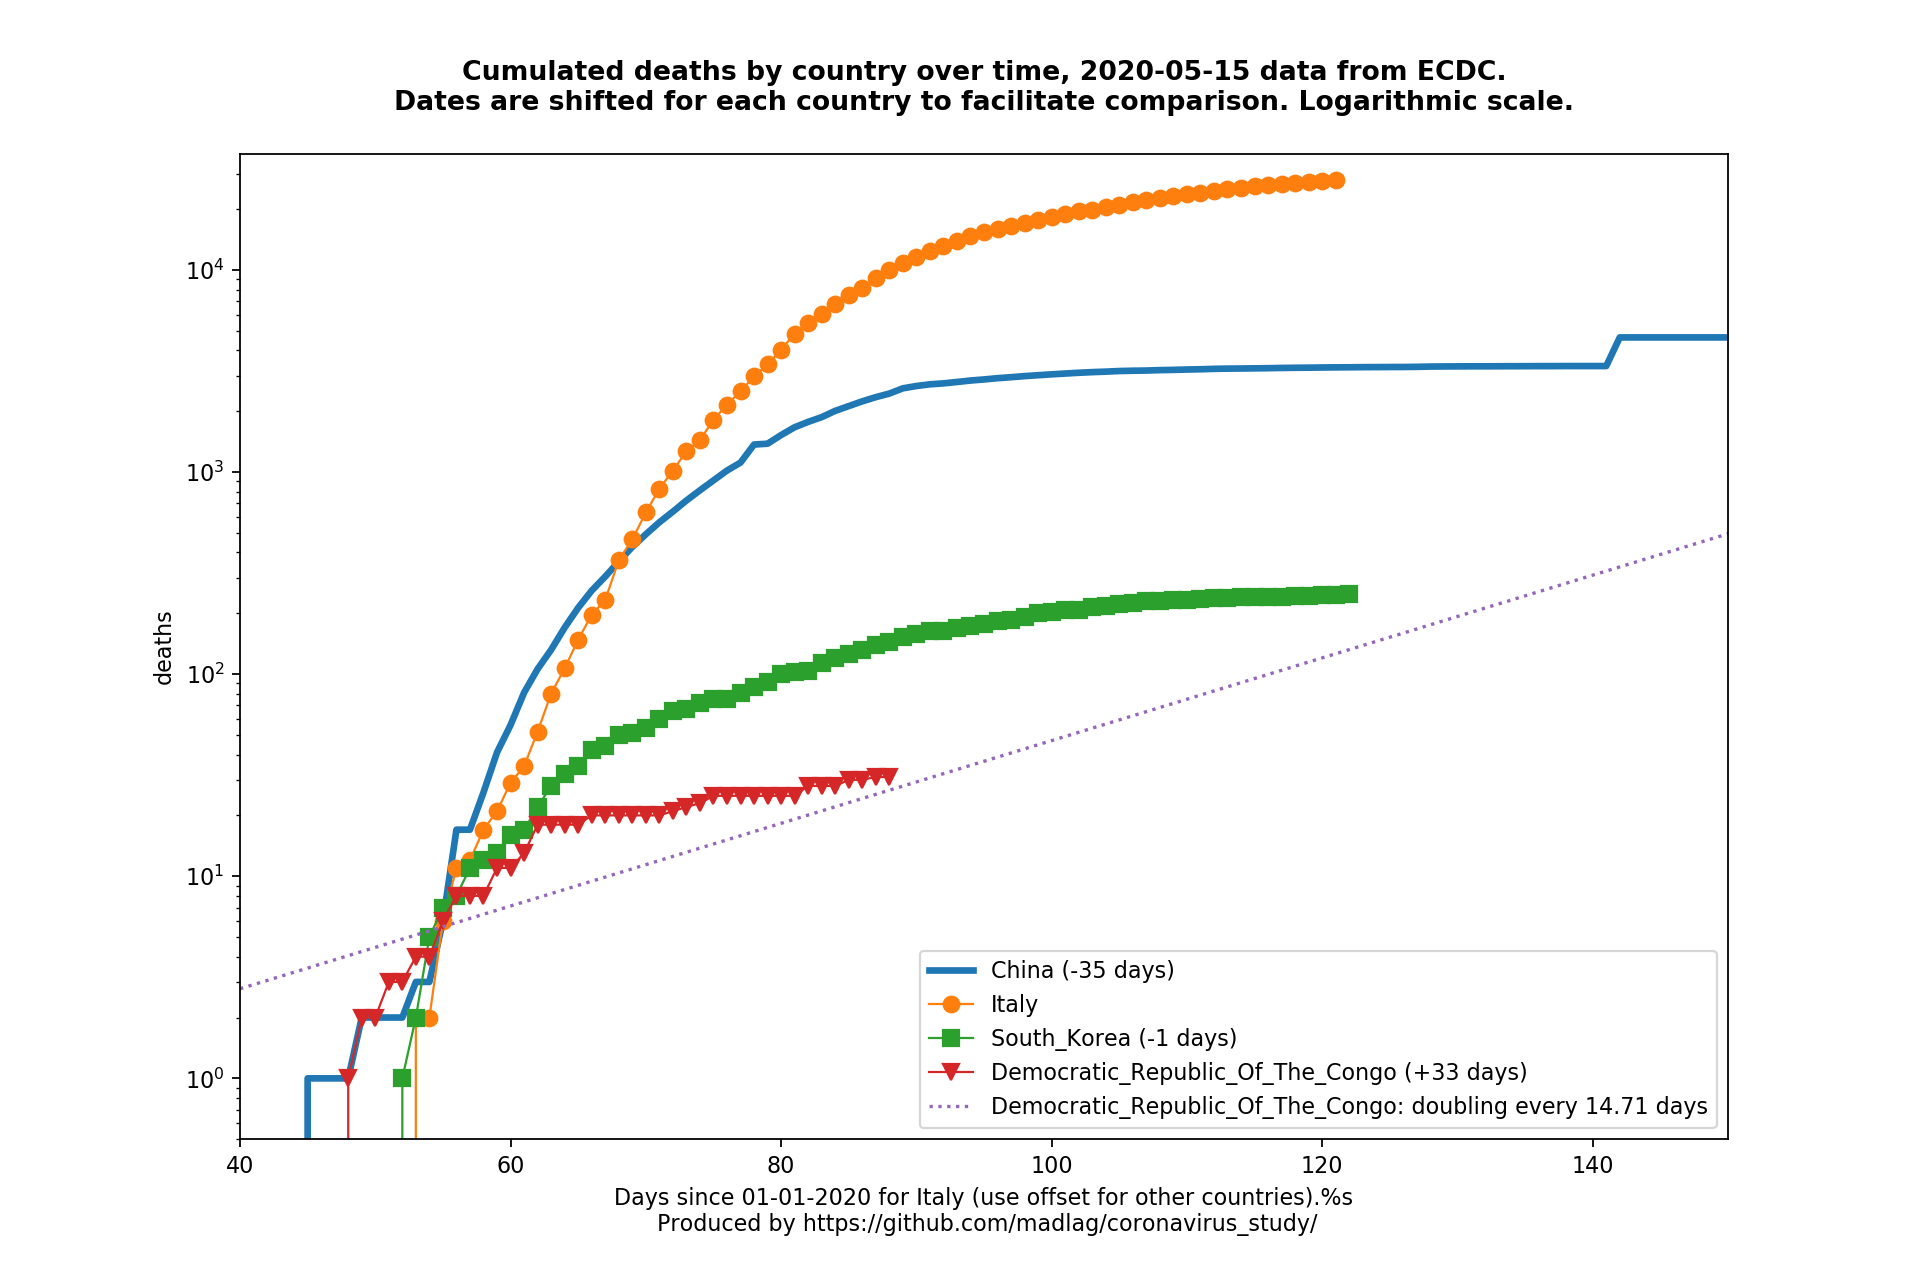 Cumulated deaths by country over time, 2020-05-15 data from ECDC.
Dates are shifted for each country to facilitate comparison. Logarithmic scale.
10^4
10^3
10^2
10^1
10^0
deaths
China (-35 days)
Italy
South_Korea (-1 days)
Democratic_Republic_Of_The_Congo (+33 days)
Democratic_Republic_Of_The_Congo: doubling every 14.71 days
40 60 80 100 120 140
Days since 01-01-2020 for Italy (use offset for other countries).%s
Produced by https://github.com/madlag/coronavirus_study/